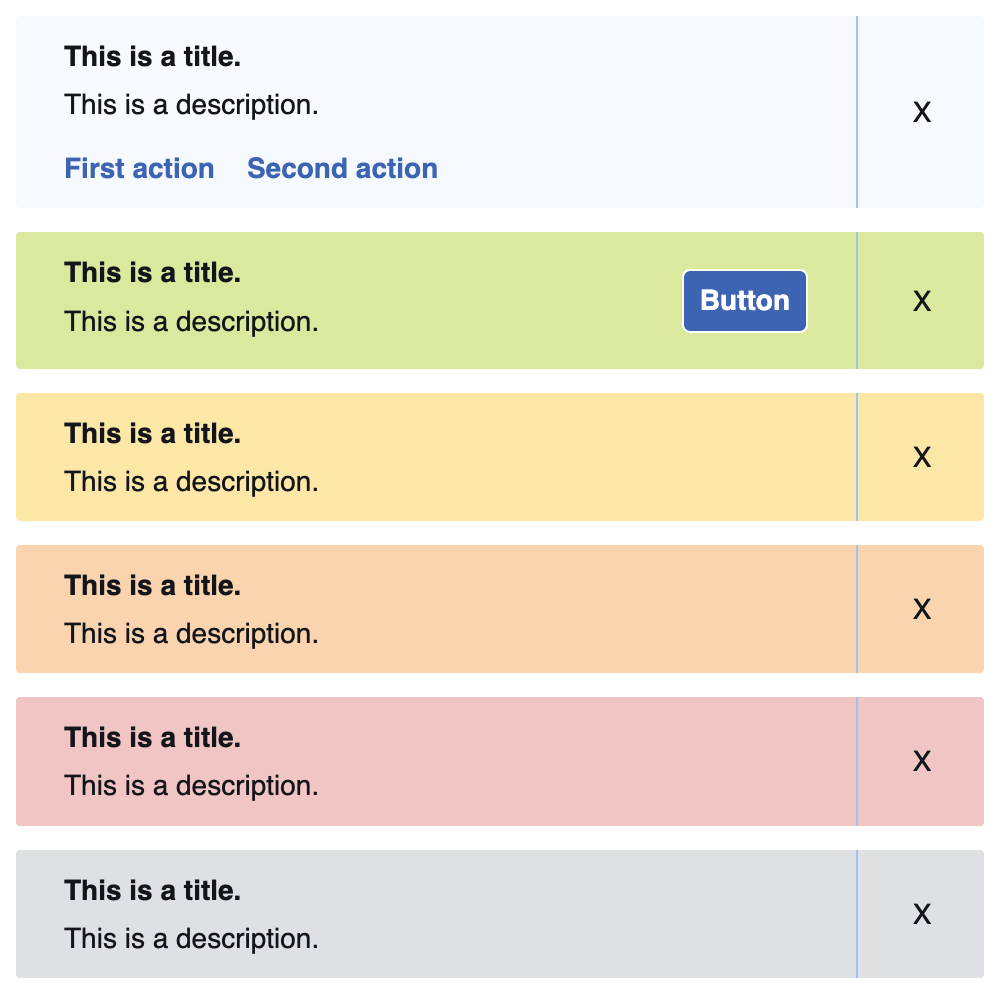 This is a title.
This is a description.
X
First action Second action
This is a title.
This is a description.
Button
X
This is a title.
This is a description.
X
This is a title.
This is a description.
X
This is a title.
This is a description.
X
This is a title.
This is a description.
X